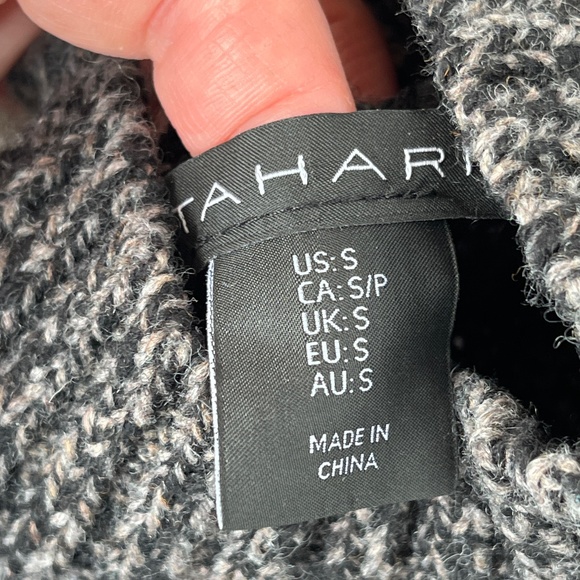 TAHARI
US: S
CA: S/P
UK: S
EU: S
AU: S
MADE IN
CHINA